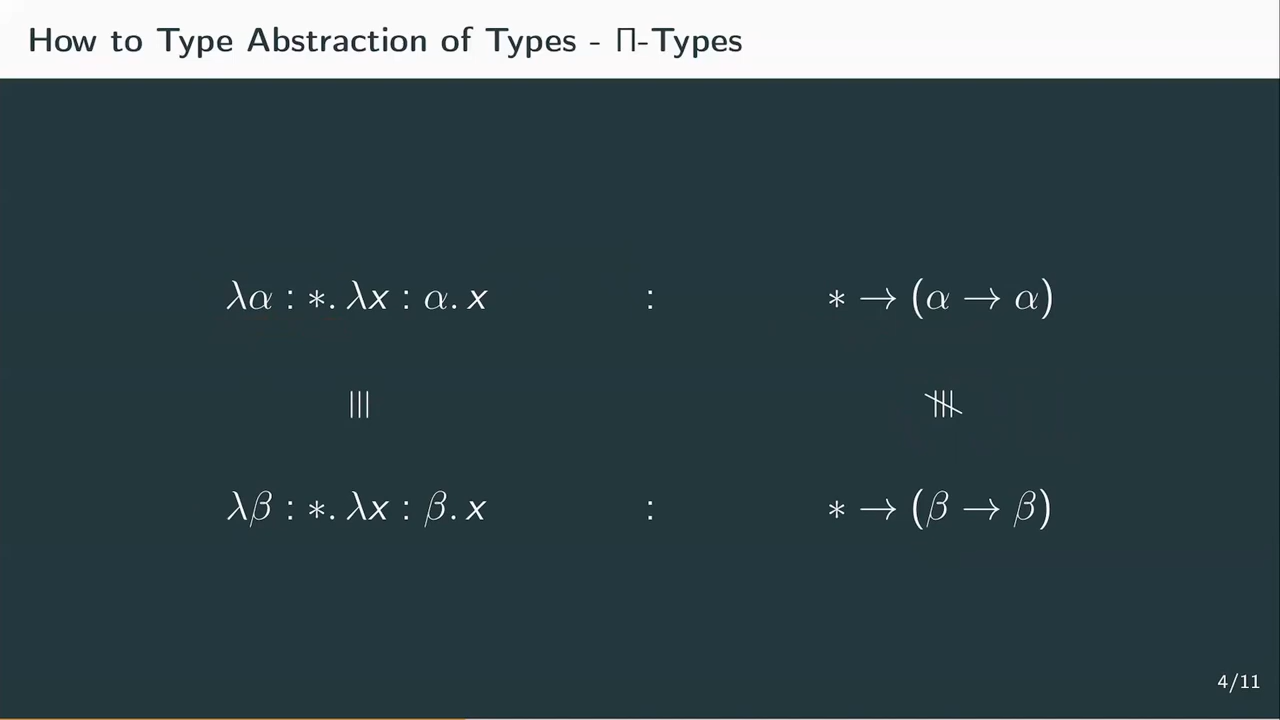 How to Type Abstraction of Types - Π-Types
λα : ∗. λx : α. x : ∗ → (α → α)
≡ ≢
λβ : ∗. λx : β. x : ∗ → (β → β)
4/11